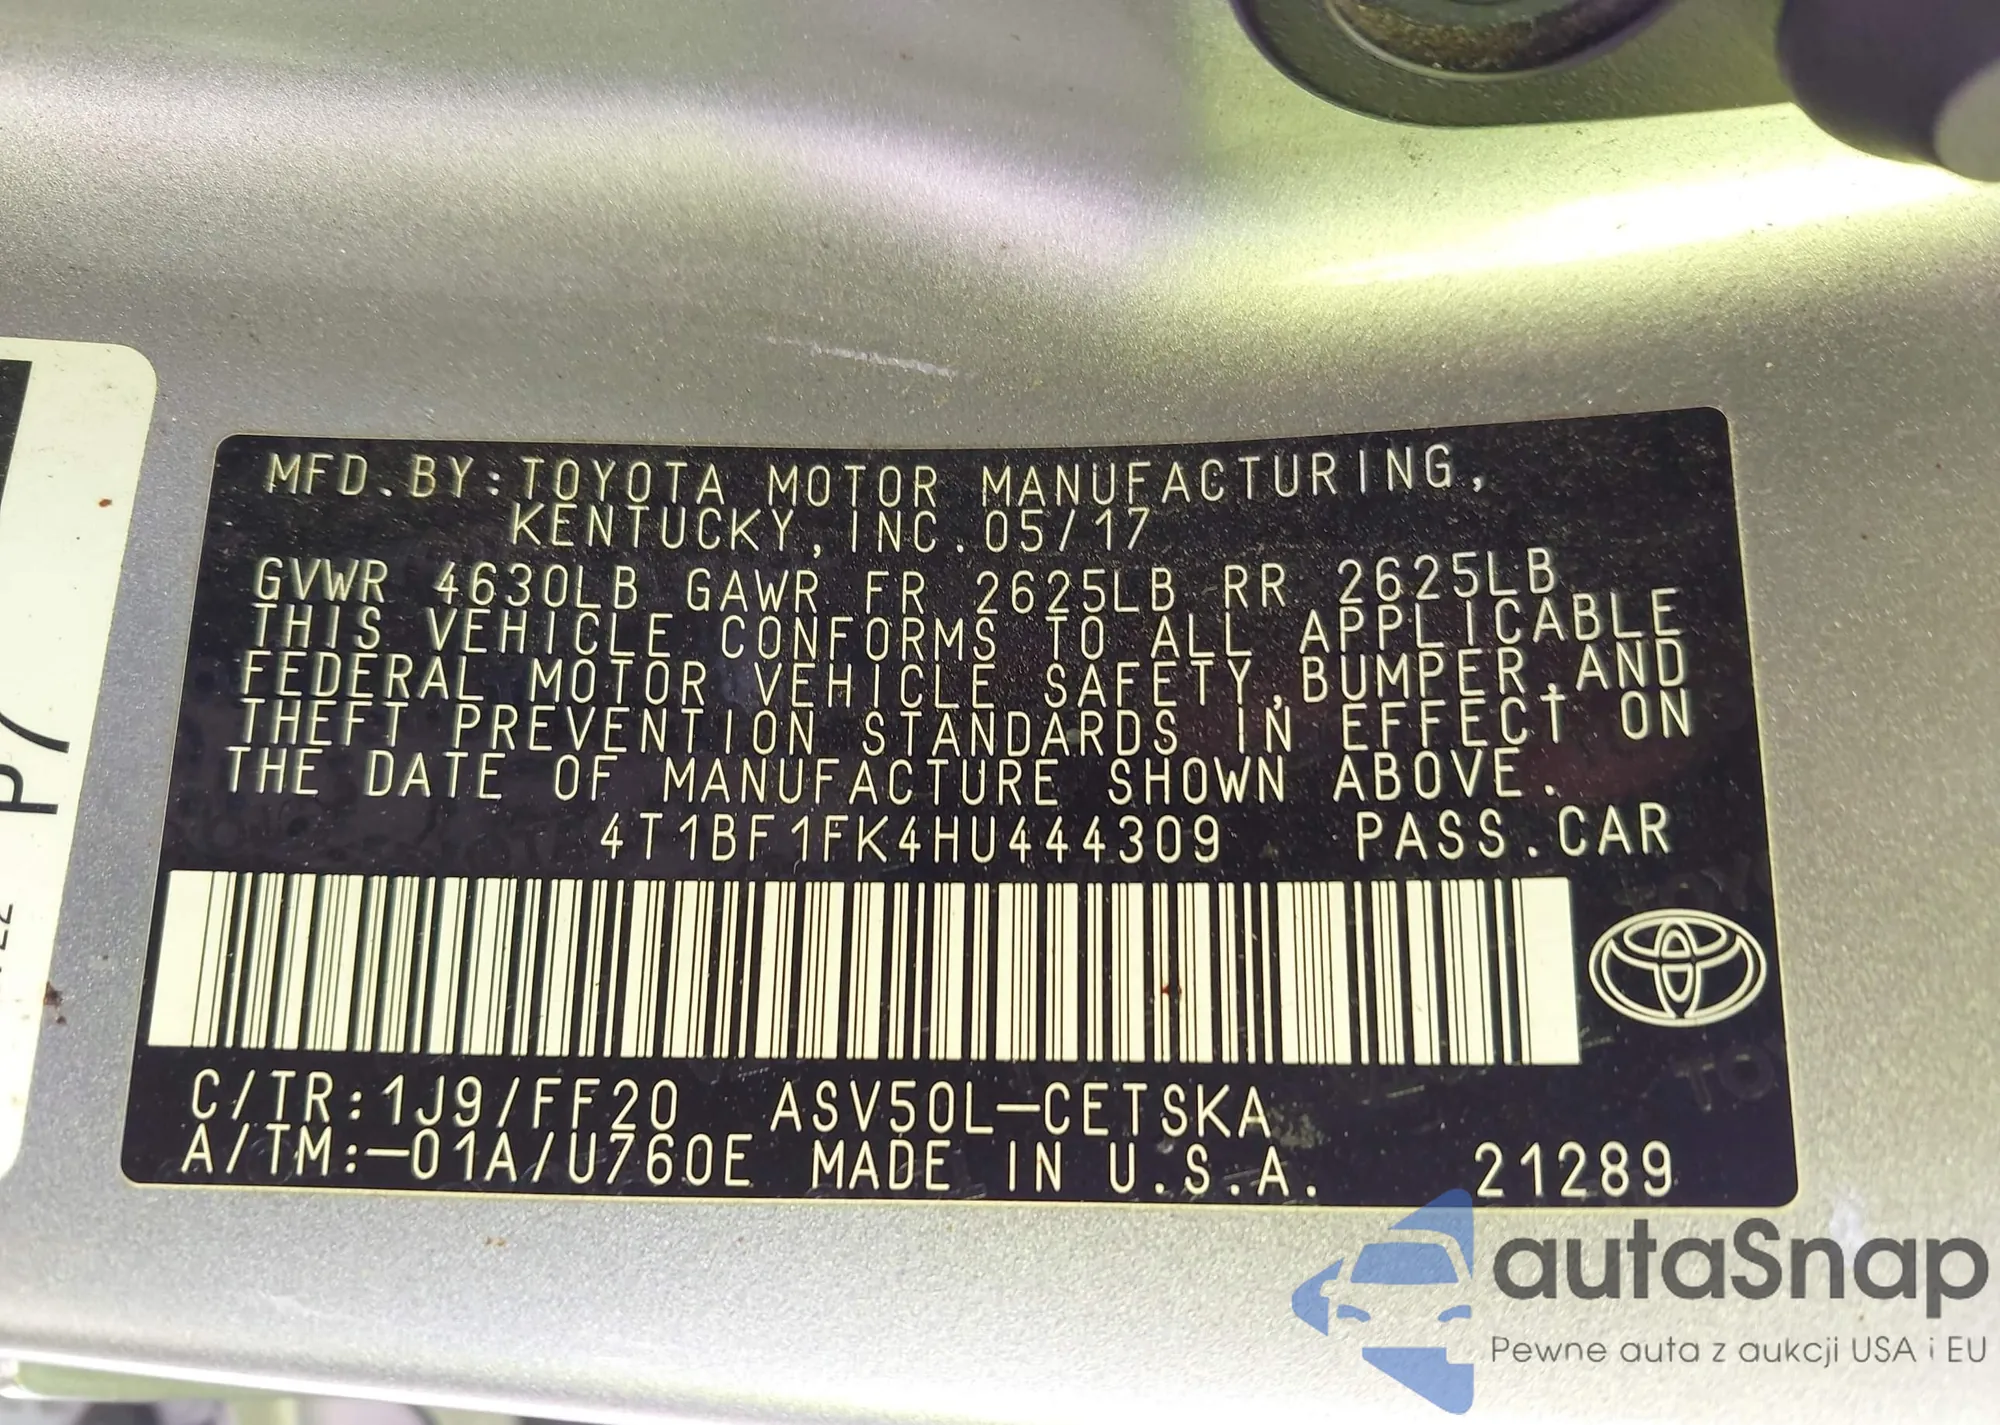 MFD.BY:TOYOTA MOTOR MANUFACTURING,
KENTUCKY,INC.05/17
GVWR 4630LB GAWR FR 2625LB RR 2625LB
THIS VEHICLE CONFORMS TO ALL APPLICABLE
FEDERAL MOTOR VEHICLE SAFETY,BUMPER,AND
THEFT PREVENTION STANDARDS IN EFFECT ON
THE DATE OF MANUFACTURE SHOWN ABOVE.
4T1BF1FK4HU444309 PASS.CAR
C/TR:1J9/FF20 ASV50L-CETSKA
A/TM:-01A/U760E MADE IN U.S.A. 21289
autaSnap
Pewne auta z aukcji USA i EU